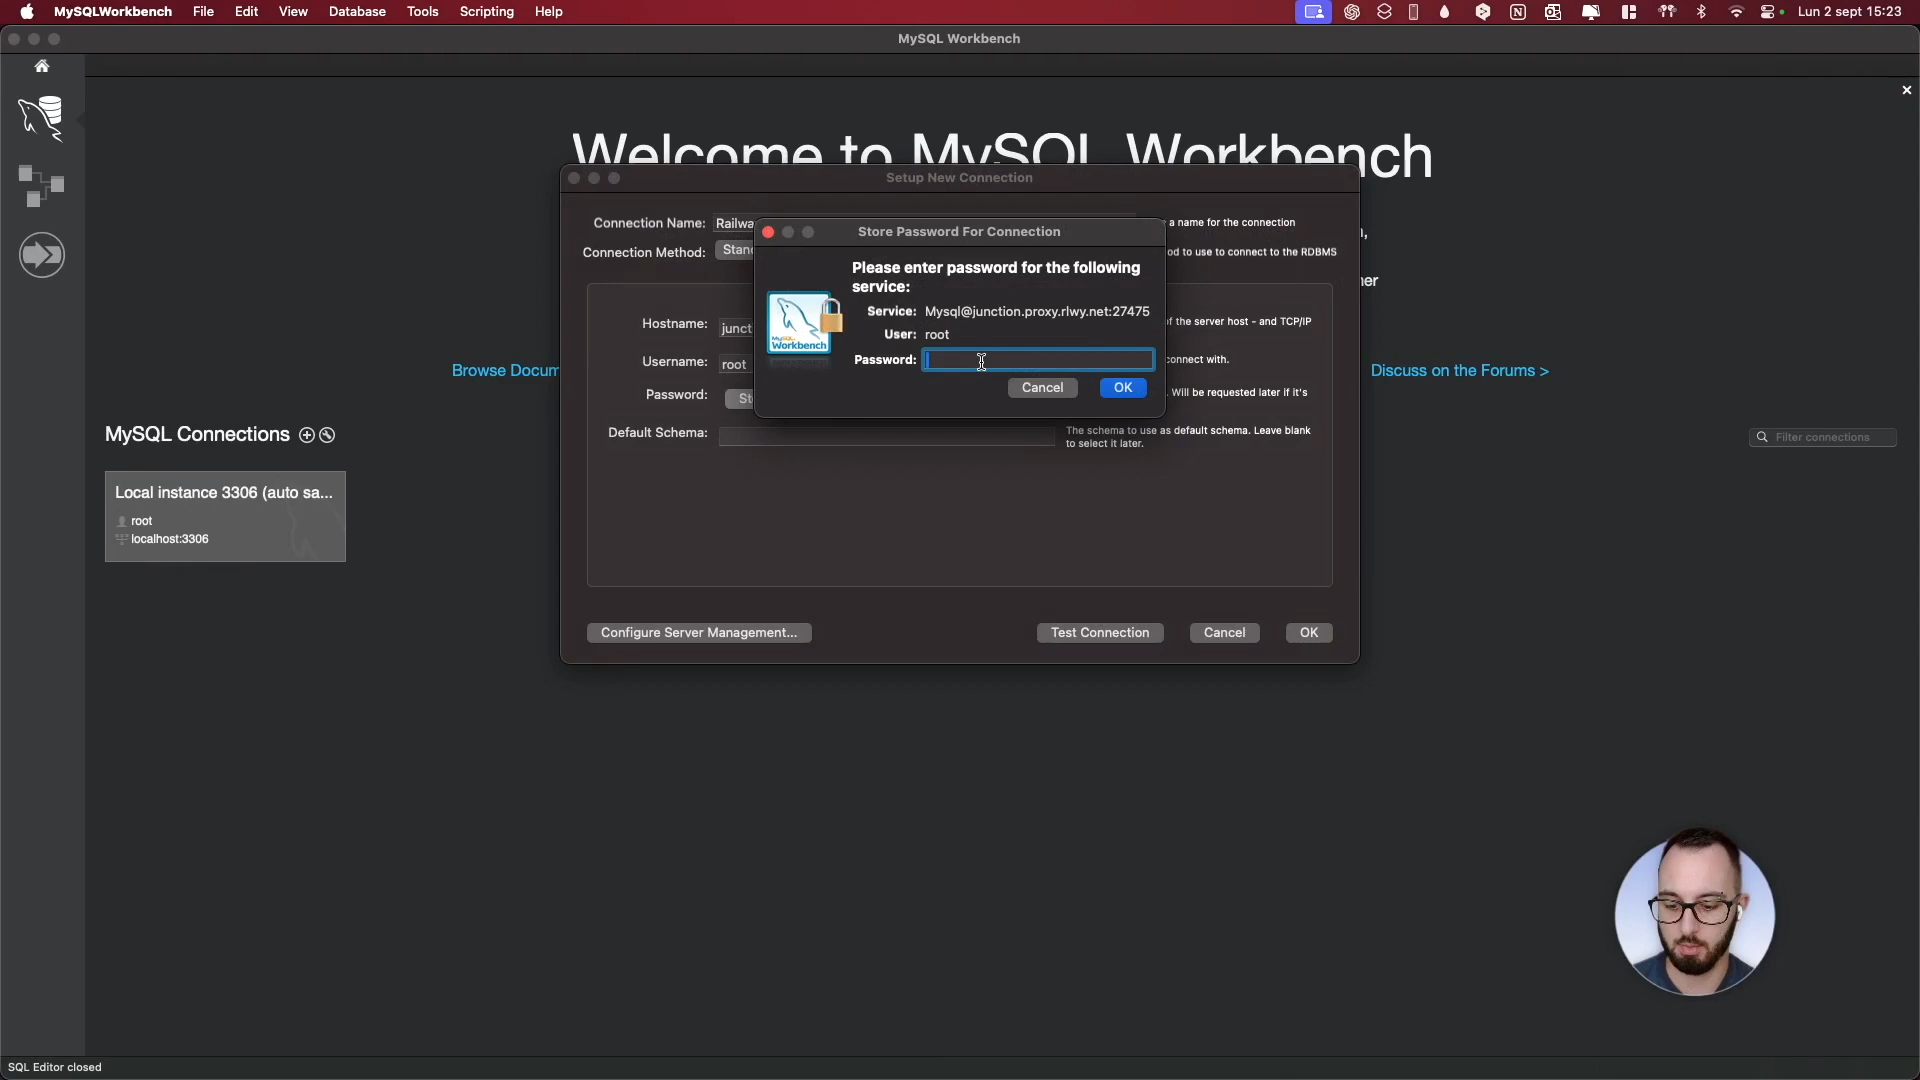 MySQLWorkbench File Edit View Database Tools Scripting Help
Lun 2 sept 15:23
MySQL Workbench
Welcome to MySQL Workbench
Setup New Connection
Connection Name: Railwa
a name for the connection
Connection Method: Stand
od to use to connect to the RDBMS
Store Password For Connection
Please enter password for the following
service:
Service: Mysql@junction.proxy.rlwy.net:27475
User: root
Password:
Cancel OK
MySQL
Workbench
Hostname: junct
of the server host - and TCP/IP
Username: root
connect with.
Password: St
Will be requested later if it's
Default Schema:
The schema to use as default schema. Leave blank
to select it later.
Configure Server Management... Test Connection Cancel OK
Browse Docum
Discuss on the Forums >
MySQL Connections
Filter connections
Local instance 3306 (auto sa...
root
localhost:3306
SQL Editor closed